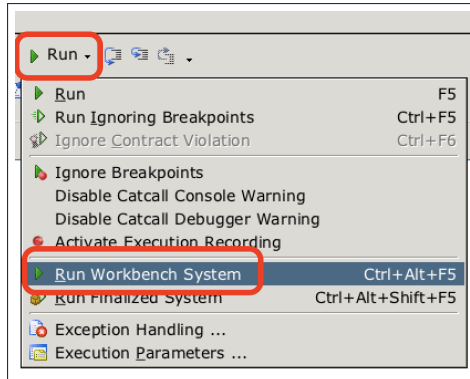 Run
Run F5
Run Ignoring Breakpoints Ctrl+F5
Ignore Contract Violation Ctrl+F6
Ignore Breakpoints
Disable Catcall Console Warning
Disable Catcall Debugger Warning
Activate Execution Recording
Run Workbench System Ctrl+Alt+F5
Run Finalized System Ctrl+Alt+Shift+F5
Exception Handling ...
Execution Parameters ...